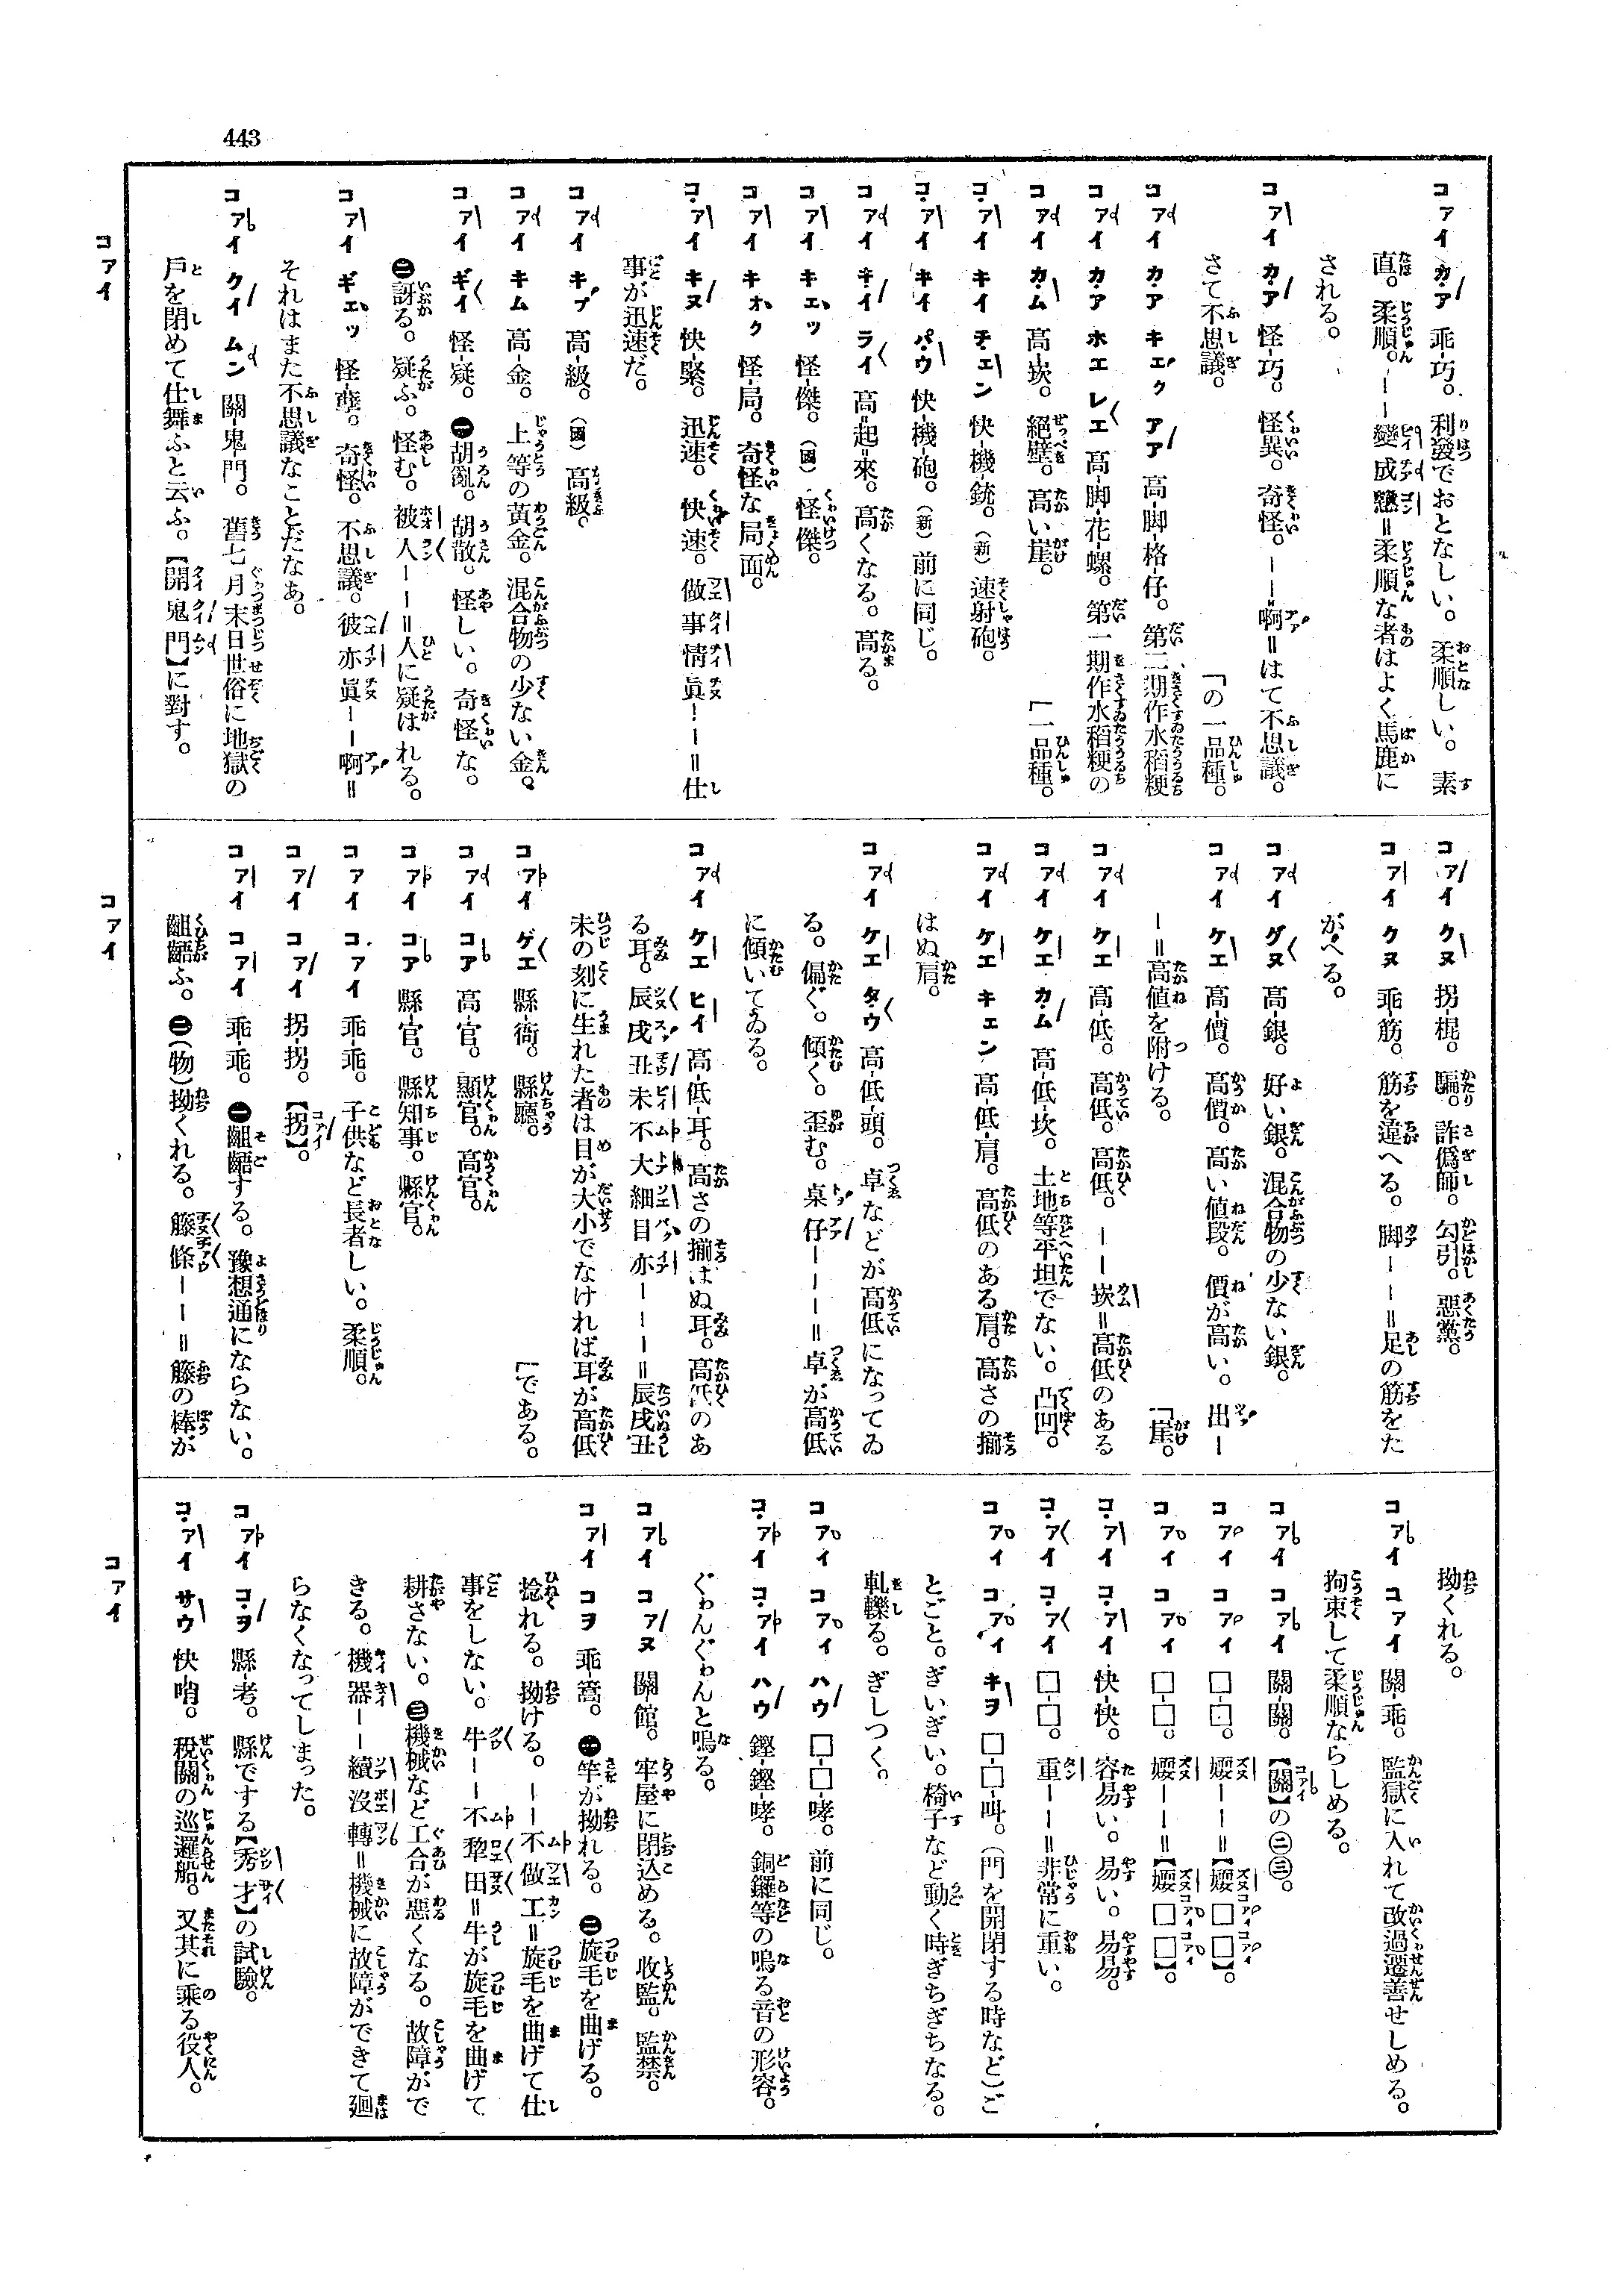 443
コアイ カア 乖-巧。 利發でおとなしい。 柔順しい。 素
直。 柔順。 ――變成戇=柔順な者はよく馬鹿に
される。
コアイ カア 怪-巧。 怪異。 奇怪。 ――啊=はて不思議。
さて不思議。 「の一品種。
コアイ カア キエク アア 高-脚-格-仔。 第二期作水稻粳
コアイ カア ホエ レエ 高-脚-花-螺。 第一期作水稻粳の
コアイ カム 高-崁。 絕壁。 高い崖。 「一品種。
コアイ キイ チエン 快-機-銃。 (新) 速射砲。
コアイ キイ パウ 快-機-砲。 (新) 前に同じ。
コアイ キイ ライ 高=起=來。 高くなる。 高る。
コアイ キエッ 怪-傑。 (國) 怪傑。
コアイ キオク 怪-局。 奇怪な局面。
コアイ キヌ 快-緊。 迅速。 快速。 做事情眞――=仕
事が迅速だ。
コアイ キプ 高-級。 (國) 高級。
コアイ キム 高-金。 上等の黃金。 混合物の少ない金。
コアイ ギイ 怪-疑。 ㊀胡亂。 胡散。 怪しい。 奇怪な。
㊁訝る。 疑ふ。 怪む。 被人――=人に疑はれる。
コアイ ギエッ 怪-孽。 奇怪。 不思議。 彼亦眞――啊=
それはまた不思議なことだなあ。
コアイ クイ ムン 關-鬼門。 舊七月末日世俗に地獄の
戶を閉めて仕舞ふと云ふ。【開鬼門】に對す。
コアイ
コアイ クヌ 拐-棍。 騙。 詐僞師。 勾引。 惡黨。
コアイ クヌ 乖-筋。 筋を違へる。 脚――=足の筋をた
がへる。
コアイ グヌ 高-銀。 好い銀。 混合物の少ない銀。
コアイ ケエ 高-價。 高價。 高い値段。 價が高い。 出―
―=高値を附ける。 「崖。
コアイ ケエ 高-低。 高低。 高低。 ――崁=高低のある
コアイ ケエ カム 高-低-坎。 土地等平坦でない。 凸凹。
コアイ ケエ キエン 高-低-肩。 高低のある肩。 高さの揃
はぬ肩。
コアイ ケエ タウ 高-低-頭。 卓などが高低になってゐ
る。 偏ぐ。 傾く。 歪む。 桌仔―――=卓が高低
に傾いてゐる。
コアイ ケエ ヒイ 高-低-耳。 高さの揃はぬ耳。 高低のあ
る耳。 辰戌丑未不大細目亦―――=辰戌丑
未の刻に生れた者は目が大小でなければ耳が高低
コアイ ゲエ 縣-衙。 縣廳。 「である。
コアイ コア 高-官。 顯官。 高官。
コアイ コア 縣-官。 縣知事。 縣官。
コアイ コアイ 乖-乖。 子供など長者しい。 柔順。
コアイ コアイ 拐-拐。【拐】。
コアイ コアイ 乖-乖。 ㊀齟齬する。 豫想通にならない。
齟齬ふ。 ㊁(物)拗くれる。 籐條――=籐の棒が
コアイ
拗くれる。
コアイ コアイ 關-乖。 監獄に入れて改過遷善せしめる。
拘束して柔順ならしめる。
コアイ コアイ 關-關。【關】の㊁㊂。
コアイ コアイ □-□。 嬡――=【嬡□□】。
コアイ コアイ □-□。 嬡――=【嬡□□】。
コアイ コアイ 快-快。 容易い。 易い。 易易。
コアイ コアイ □-□。 重――=非常に重い。
コアイ コアイ キヲ □-□-叫。(門を開閉する時など)ご
とごと。 ぎいぎい。 椅子など動く時ぎちぎちなる。
軋轢る。 ぎしつく。
コアイ コアイ ハウ □-□-哮。 前に同じ。
コアイ コアイ ハウ 鏗-鏗-哮。 銅鑼等の鳴る音の形容。
ぐゎんぐゎんと鳴る。
コアイ コアヌ 關-館。 牢屋に閉込める。 收監。 監禁。
コアイ コヲ 乖-篙。 ㊀竿が拗れる。 ㊁旋毛を曲げる。
捻れる。 拗ける。 ――不做工=旋毛を曲げて仕
事をしない。 牛――不犂田=牛が旋毛を曲げて
耕さない。 ㊂機械など工合が惡くなる。 故障がで
きる。 機器――續沒轉=機械に故障ができて廻
らなくなってしまった。
コアイ コヲ 縣-考。 縣でする【秀才】の試驗。
コアイ サウ 快-哨。 稅關の巡邏船。 又其に乘る役人。
コアイ